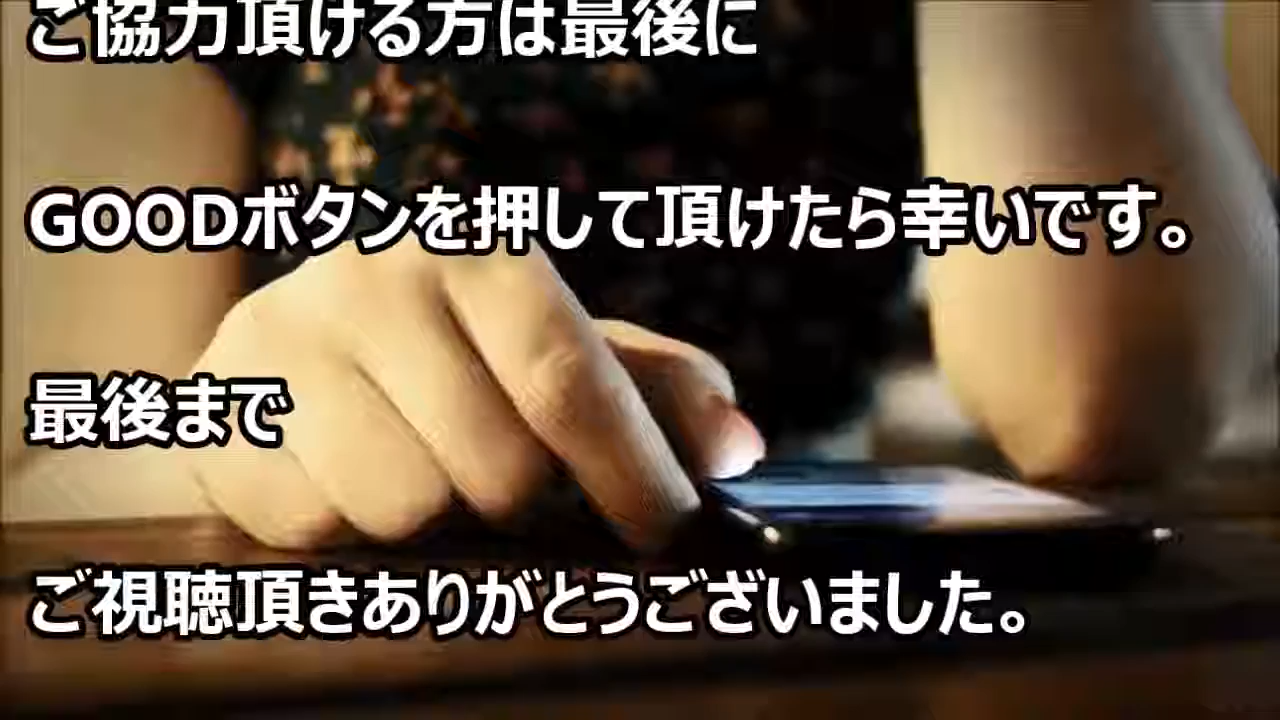 ご協力頂ける方は最後に
GOODボタンを押して頂けたら幸いです。
最後まで
ご視聴頂きありがとうございました。